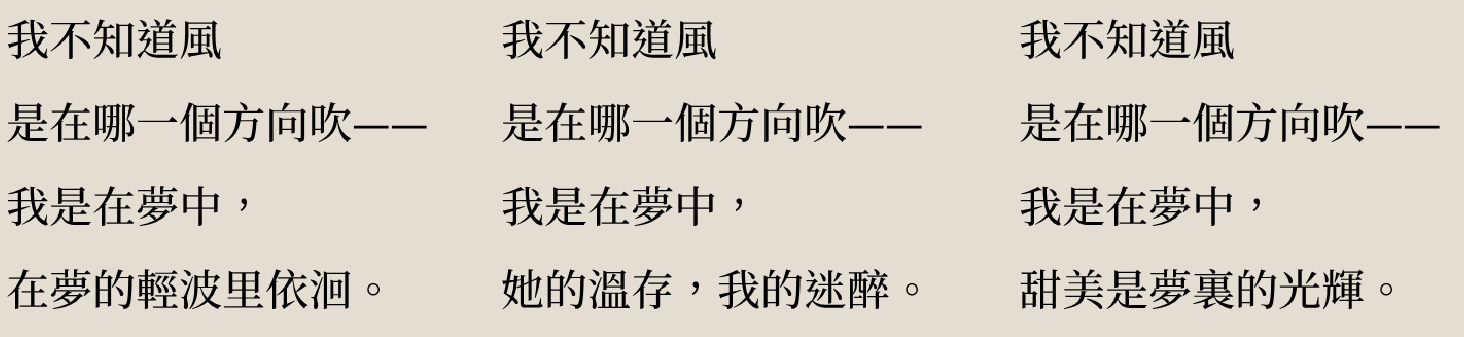 我不知道風
是在哪一個方向吹——
我是在夢中，
在夢的輕波里依洄。
我不知道風
是在哪一個方向吹——
我是在夢中，
她的溫存，我的迷醉。
我不知道風
是在哪一個方向吹——
我是在夢中，
甜美是夢裏的光輝。